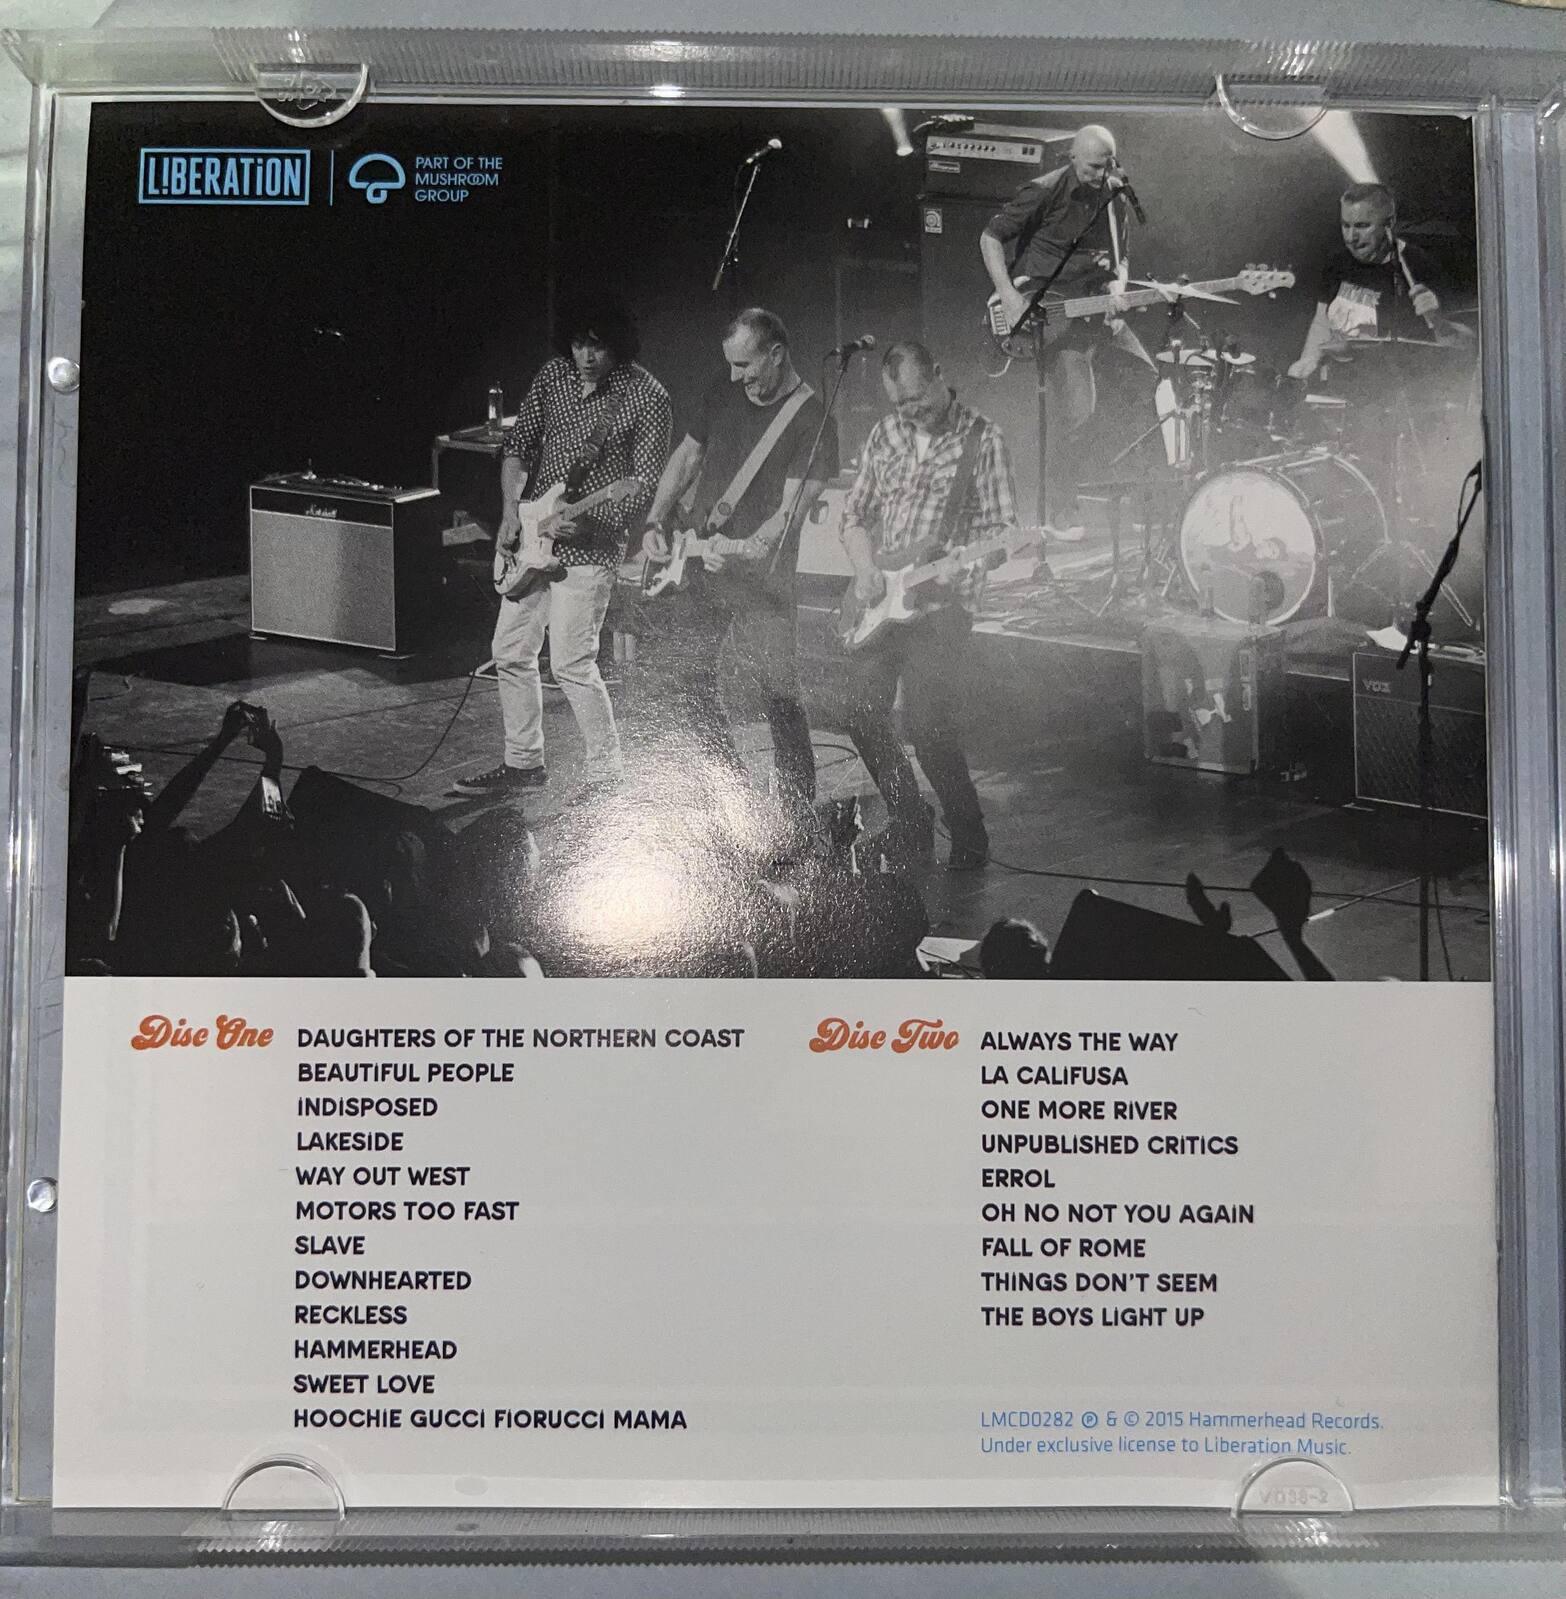 LIBERATION
PART OF THE
MUSHROOM
GROUP
Marshall
VOX
Disc One
DAUGHTERS OF THE NORTHERN COAST
BEAUTIFUL PEOPLE
INDISPOSED
LAKESIDE
WAY OUT WEST
MOTORS TOO FAST
SLAVE
DOWNHEARTED
RECKLESS
HAMMERHEAD
SWEET LOVE
HOOCHIE GUCCI FIORUCCI MAMA
Disc Two
ALWAYS THE WAY
LA CALIFUSA
ONE MORE RIVER
UNPUBLISHED CRITICS
ERROL
OH NO NOT YOU AGAIN
FALL OF ROME
THINGS DON'T SEEM
THE BOYS LIGHT UP
LMCD0282 ℗ & © 2015 Hammerhead Records.
Under exclusive license to Liberation Music.